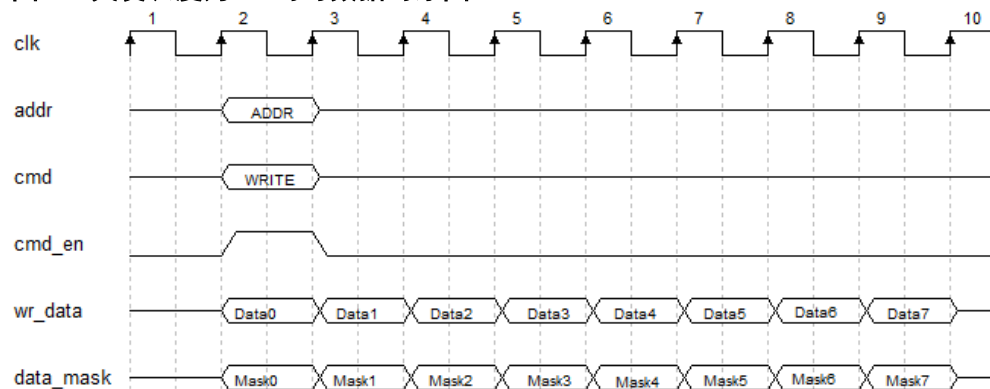 1 2 3 4 5 6 7 8 9 10
clk
addr ADDR
cmd WRITE
cmd_en
wr_data Data0 Data1 Data2 Data3 Data4 Data5 Data6 Data7
data_mask Mask0 Mask1 Mask2 Mask3 Mask4 Mask5 Mask6 Mask7